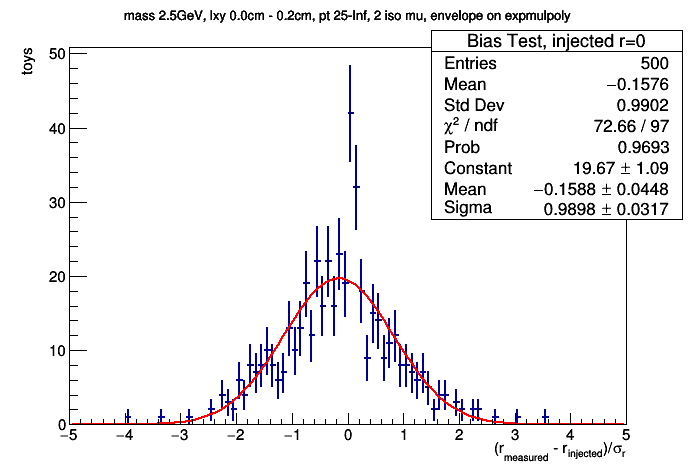 mass 2.5GeV, lxy 0.0cm - 0.2cm, pt 25-Inf, 2 iso mu, envelope on expmulpoly
toys
50
40
30
20
10
0
Bias Test, injected r=0
Entries 500
Mean −0.1576
Std Dev 0.9902
χ² / ndf 72.66 / 97
Prob 0.9693
Constant 19.67 ± 1.09
Mean −0.1588 ± 0.0448
Sigma 0.9898 ± 0.0317
−5 −4 −3 −2 −1 0 1 2 3 4 5
(r_measured - r_injected)/σ_r